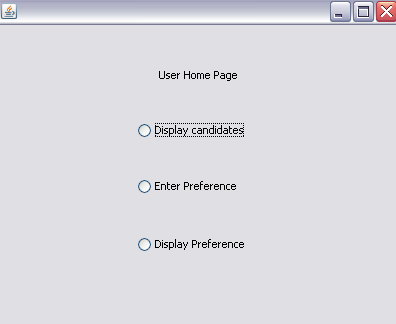 User Home Page
Display candidates
Enter Preference
Display Preference